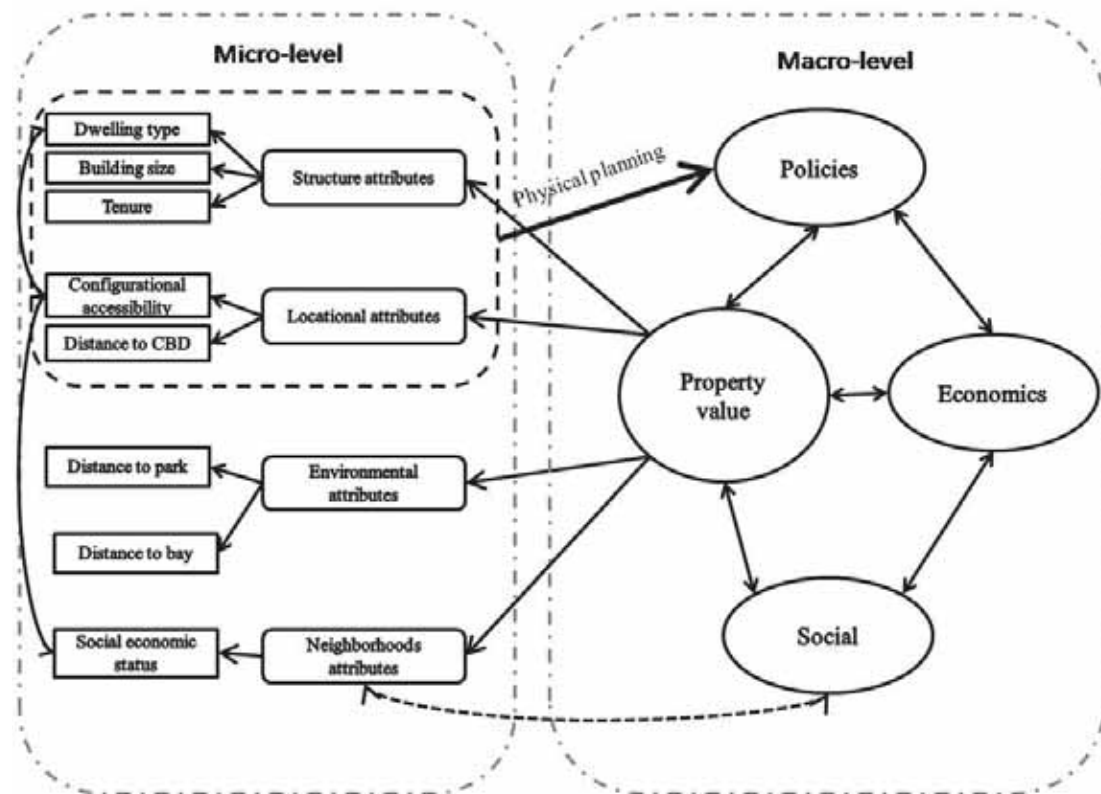 Micro-level
Dwelling type
Building size
Tenure
Structure attributes
Configurational
accessibility
Distance to CBD
Locational attributes
Distance to park
Distance to bay
Environmental
attributes
Social economic
status
Neighborhoods
attributes
Physical planning
Macro-level
Policies
Property
value
Economics
Social